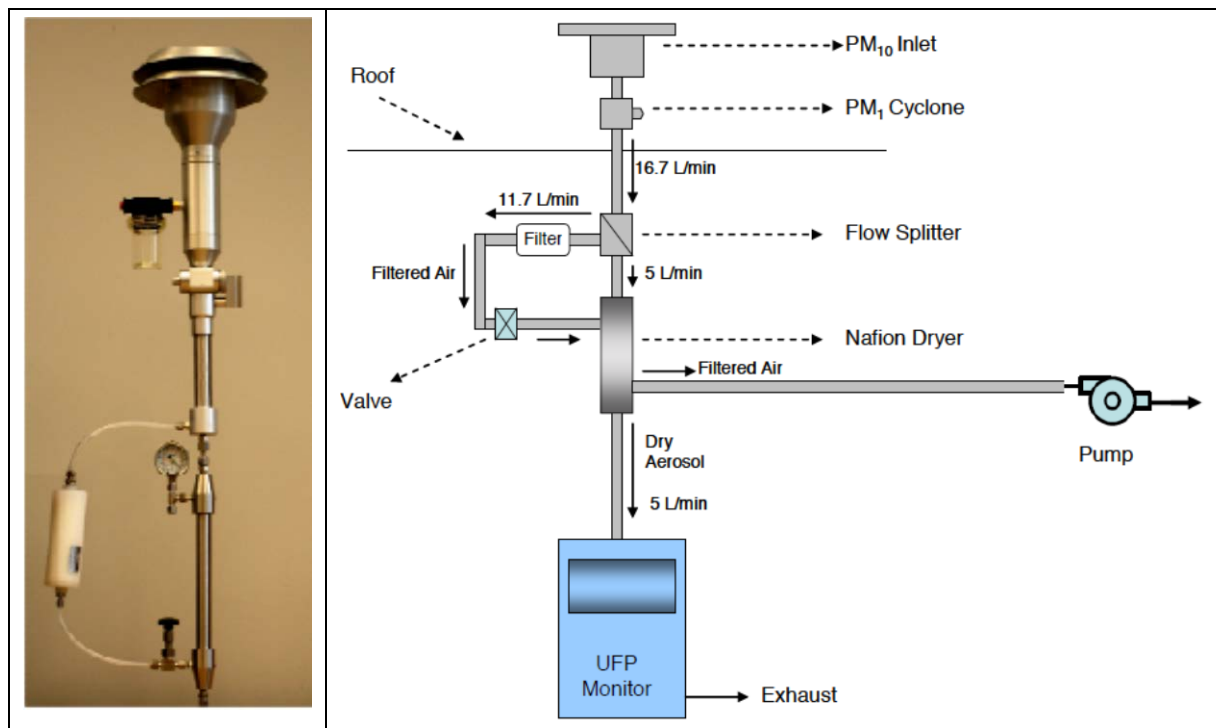 PM10 Inlet
Roof
PM1 Cyclone
16.7 L/min
11.7 L/min
Filter
Flow Splitter
Filtered Air
5 L/min
Nafion Dryer
Filtered Air
Valve
Dry
Aerosol
Pump
5 L/min
UFP
Monitor
Exhaust